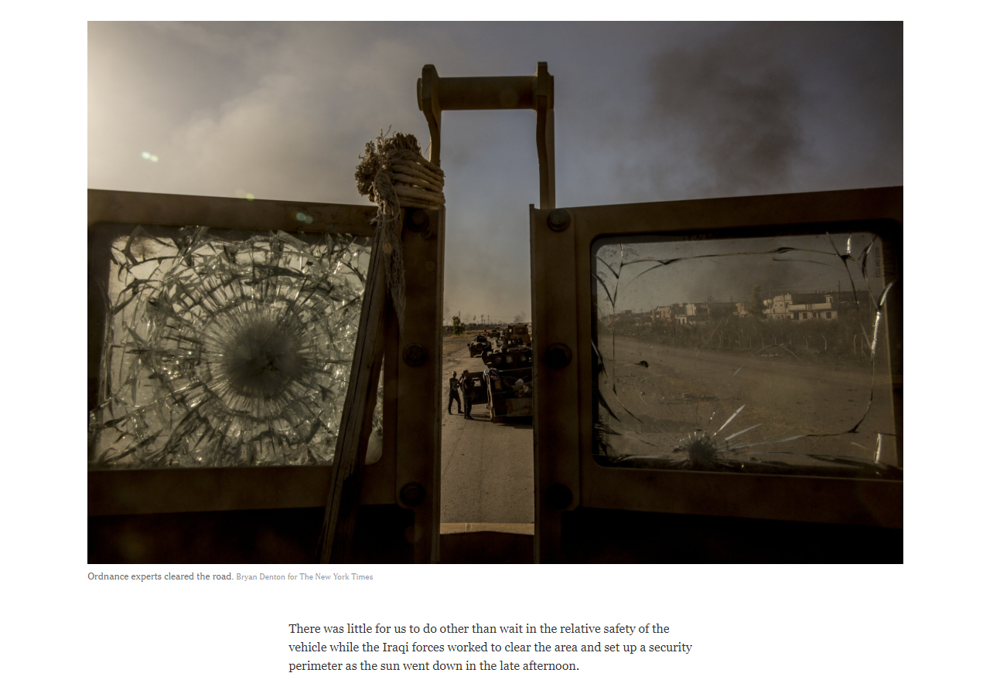 Ordnance experts cleared the road. Bryan Denton for The New York Times
There was little for us to do other than wait in the relative safety of the
vehicle while the Iraqi forces worked to clear the area and set up a security
perimeter as the sun went down in the late afternoon.